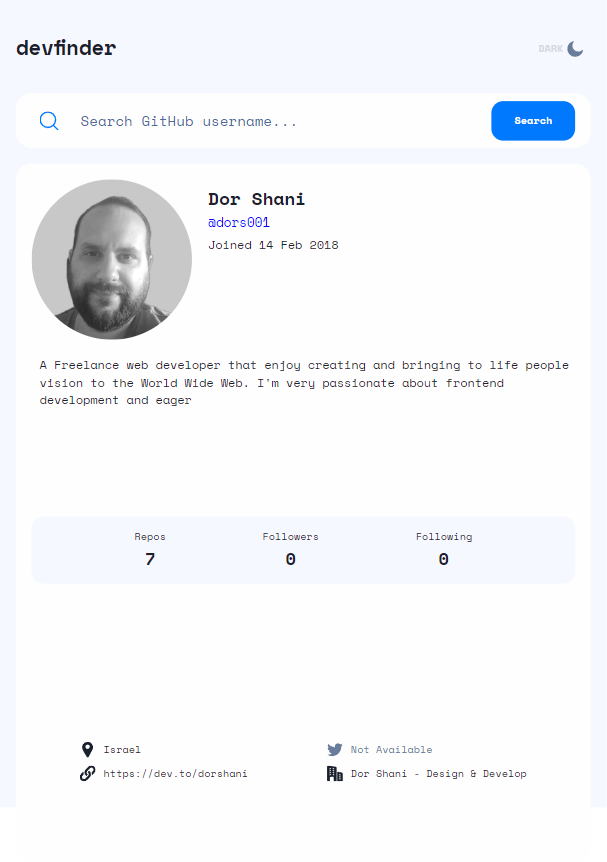 devfinder
DARK
Search GitHub username...
Search
Dor Shani
@dors001
Joined 14 Feb 2018
A Freelance web developer that enjoy creating and bringing to life people
vision to the World Wide Web. I'm very passionate about frontend
development and eager
Repos Followers Following
7 0 0
Israel
Not Available
https://dev.to/dorshani
Dor Shani - Design & Develop